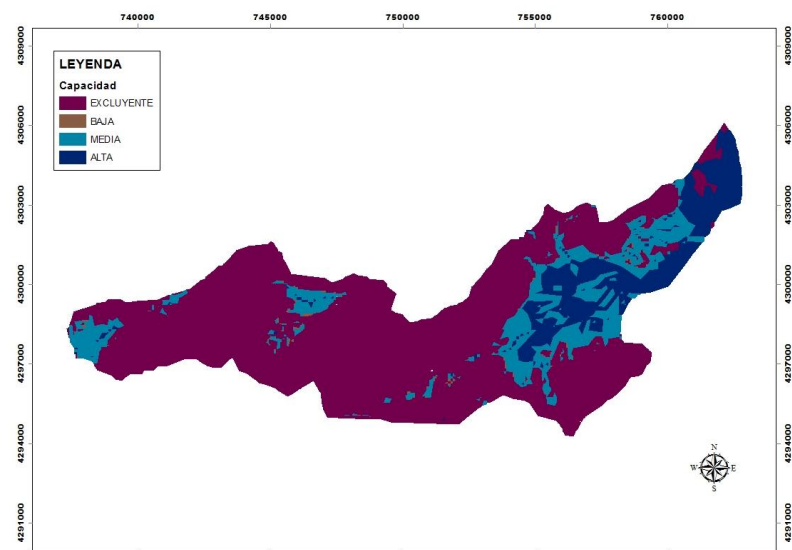 740000 745000 750000 755000 760000
4309000 4309000
LEYENDA
Capacidad
EXCLUYENTE
BAJA
MEDIA
ALTA
4306000 4306000
4303000 4303000
4300000 4300000
4297000 4297000
4294000 4294000
N
W E
S
4291000 4291000